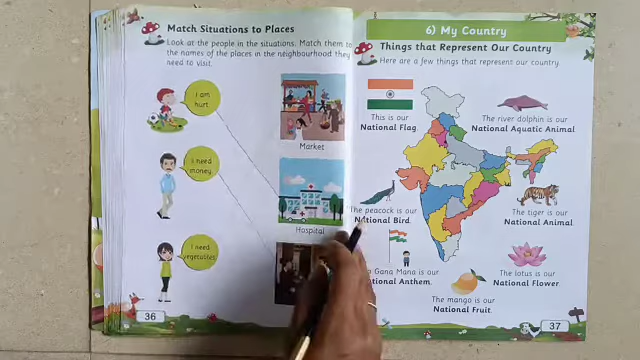 Match Situations to Places
Look at the people in the situations. Match them to
the names of the places in the neighbourhood they
need to visit.
I am
hurt
I need
money
I need
vegetables
Market
Hospital
36
6) My Country
Things that Represent Our Country
Here are a few things that represent our country.
This is our
National Flag.
The river dolphin is our
National Aquatic Animal
The peacock is our
National Bird.
The tiger is our
National Animal.
Gana Mana is our
National Anthem.
The lotus is our
National Flower.
The mango is our
National Fruit.
37